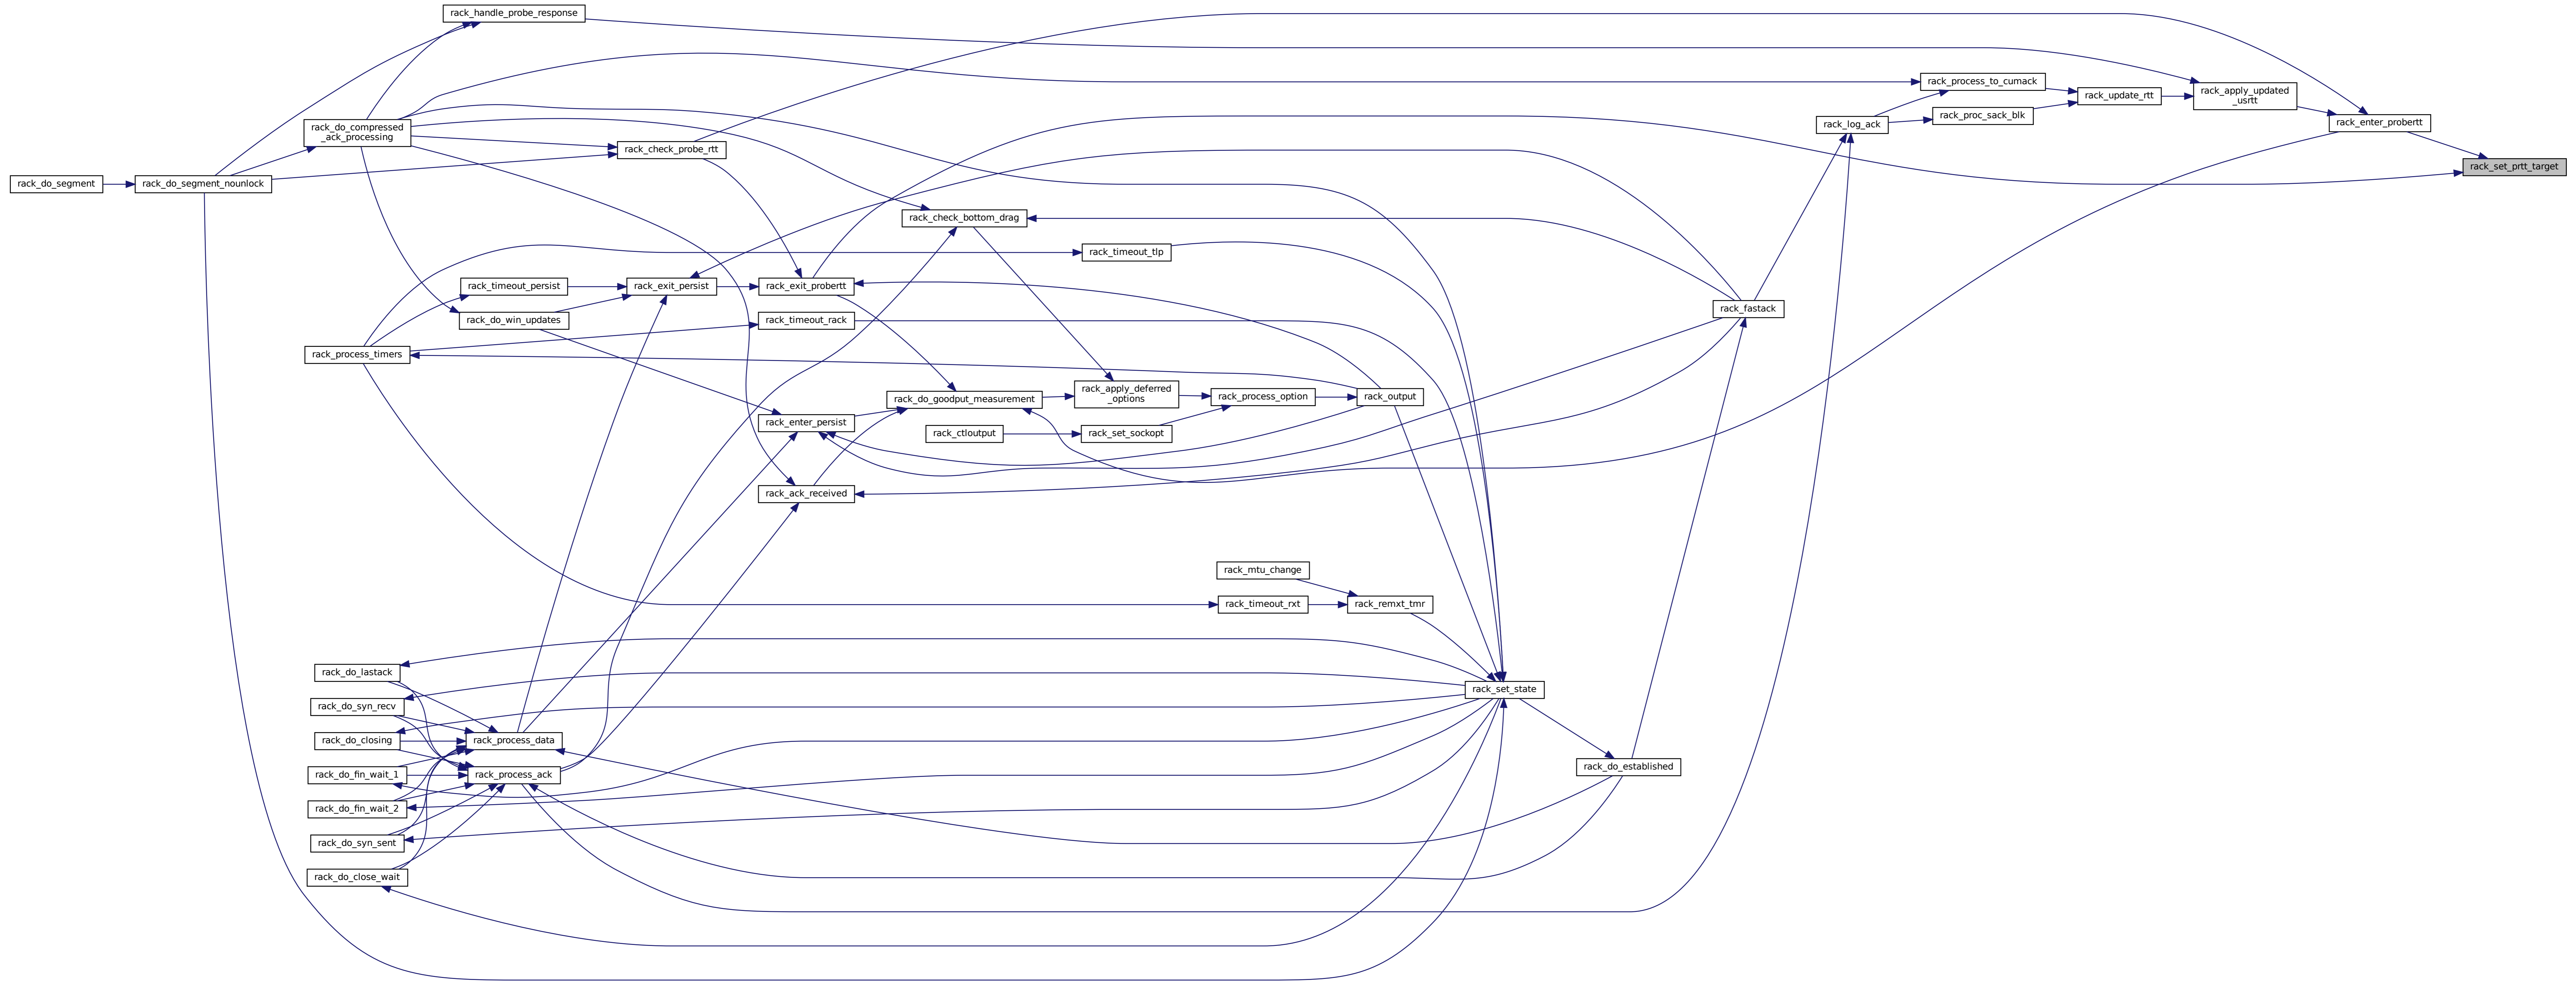 rack_handle_probe_response
rack_process_to_cumack
rack_apply_updated
_usrtt
rack_update_rtt
rack_proc_sack_blk
rack_enter_probertt
rack_log_ack
rack_do_compressed
_ack_processing
rack_check_probe_rtt
rack_set_prtt_target
rack_do_segment
rack_do_segment_nounlock
rack_check_bottom_drag
rack_timeout_tlp
rack_timeout_persist
rack_exit_persist
rack_exit_probertt
rack_fastack
rack_do_win_updates
rack_timeout_rack
rack_process_timers
rack_do_goodput_measurement
rack_apply_deferred
_options
rack_process_option
rack_output
rack_enter_persist
rack_ctloutput
rack_set_sockopt
rack_ack_received
rack_mtu_change
rack_timeout_rxt
rack_remxt_tmr
rack_do_lastack
rack_set_state
rack_do_syn_recv
rack_do_closing
rack_process_data
rack_do_established
rack_do_fin_wait_1
rack_process_ack
rack_do_fin_wait_2
rack_do_syn_sent
rack_do_close_wait